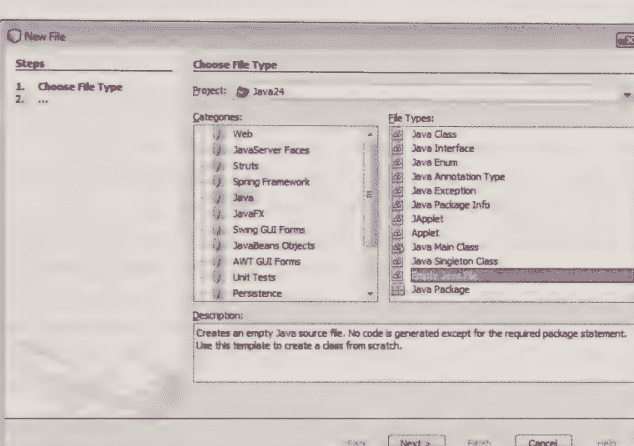 New File
Steps
1. Choose File Type
2. ...
Choose File Type
Project: Java24
Categories:
Web
JavaServer Faces
Struts
Spring Framework
Java
JavaFX
Swing GUI Forms
JavaBeans Objects
AWT GUI Forms
Unit Tests
Persistence
File Types:
Java Class
Java Interface
Java Enum
Java Annotation Type
Java Exception
Java Package Info
JApplet
Applet
Java Main Class
Java Singleton Class
Empty Java File
Java Package
Description:
Creates an empty Java source file. No code is generated except for the required package statement.
Use this template to create a class from scratch.
Next >
Cancel
Help